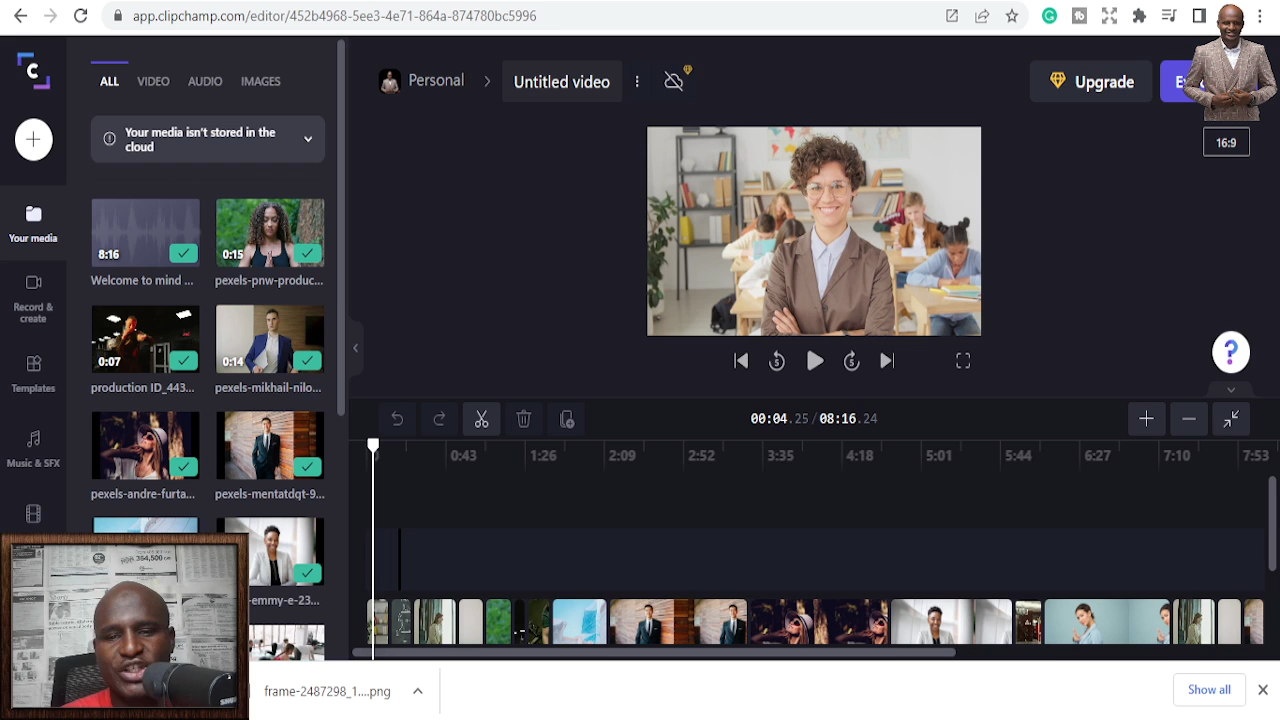 app.clipchamp.com/editor/452b4968-5ee3-4e71-864a-874780bc5996
ALL VIDEO AUDIO IMAGES
Personal > Untitled video
Upgrade
16:9
Your media isn't stored in the
cloud
8:16
0:15
Welcome to mind ...
pexels-pnw-produc...
0:07
0:14
production ID_443...
pexels-mikhail-nilo...
pexels-andre-furta...
pexels-mentatdqt-9...
-emmy-e-23...
Your media
Record &
create
Templates
Music & SFX
00:04.25 / 08:16.24
0:43 1:26 2:09 2:52 3:35 4:18 5:01 5:44 6:27 7:10 7:53
frame-2487298_1....png
Show all